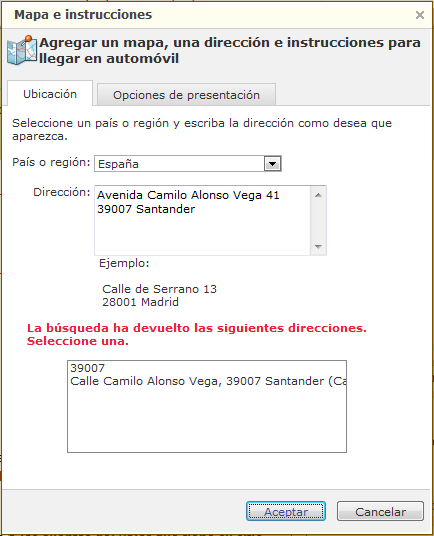 Mapa e instrucciones
Agregar un mapa, una dirección e instrucciones para
llegar en automóvil
Ubicación
Opciones de presentación
Seleccione un país o región y escriba la dirección como desea que
aparezca.
País o región:
España
Dirección:
Avenida Camilo Alonso Vega 41
39007 Santander
Ejemplo:
Calle de Serrano 13
28001 Madrid
La búsqueda ha devuelto las siguientes direcciones.
Seleccione una.
39007
Calle Camilo Alonso Vega, 39007 Santander (Ca
Aceptar
Cancelar